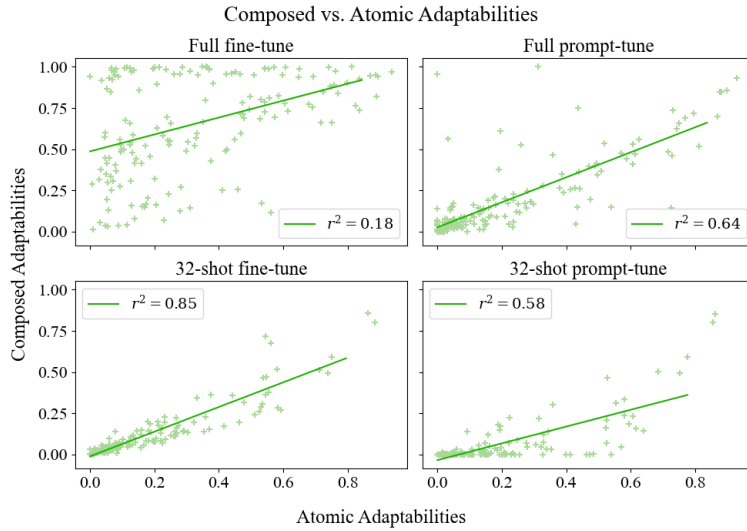 Composed vs. Atomic Adaptabilities
Full fine-tune
Full prompt-tune
1.00
0.75
0.50
0.25
0.00
r² = 0.18
r² = 0.64
Composed Adaptabilities
32-shot fine-tune
32-shot prompt-tune
1.00
0.75
0.50
0.25
0.00
r² = 0.85
r² = 0.58
0.0 0.2 0.4 0.6 0.8
0.0 0.2 0.4 0.6 0.8
Atomic Adaptabilities